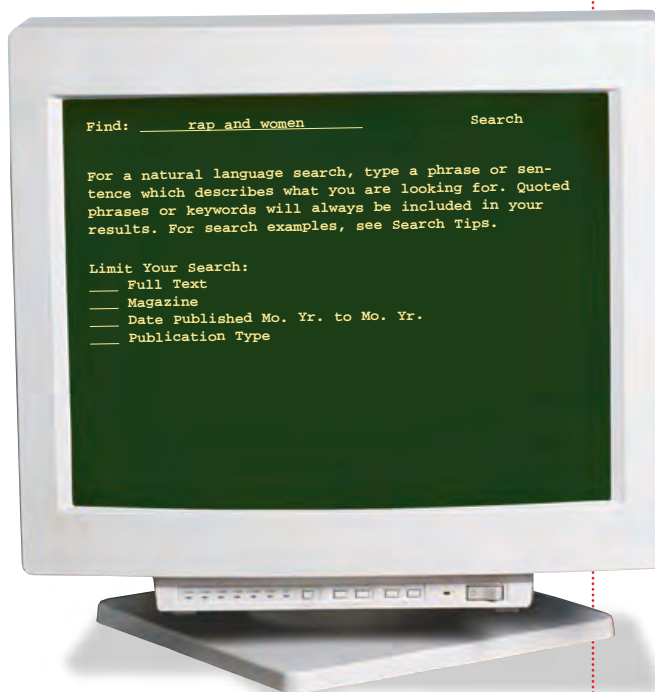 Find: rap and women Search
For a natural language search, type a phrase or sen-
tence which describes what you are looking for. Quoted
phrases or keywords will always be included in your
results. For search examples, see Search Tips.
Limit Your Search:
___ Full Text
___ Magazine
___ Date Published Mo. Yr. to Mo. Yr.
___ Publication Type